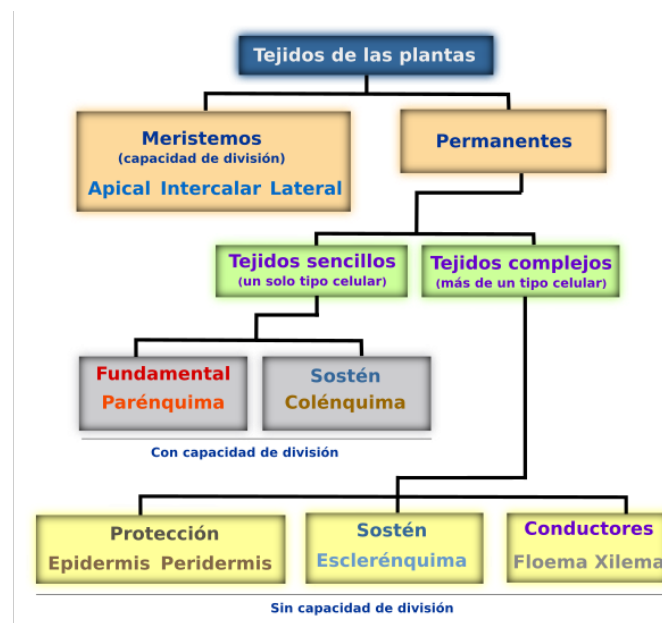 Tejidos de las plantas
Meristemos
(capacidad de división)
Apical Intercalar Lateral
Permanentes
Tejidos sencillos
(un solo tipo celular)
Tejidos complejos
(más de un tipo celular)
Fundamental
Parénquima
Sostén
Colénquima
Con capacidad de división
Protección
Epidermis Peridermis
Sostén
Esclerénquima
Conductores
Floema Xilema
Sin capacidad de división